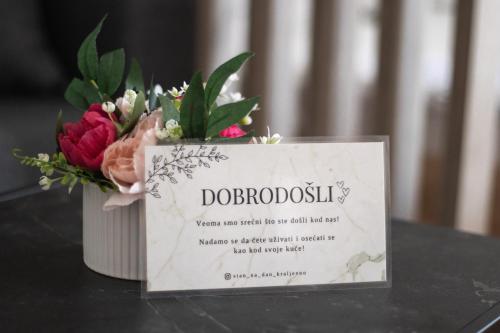 DOBRODOŠLI
Veoma smo srećni što ste došli kod nas!
Nadamo se da ćete uživati i osećati se
kao kod svoje kuće!
stan_na_dan_kraljevo